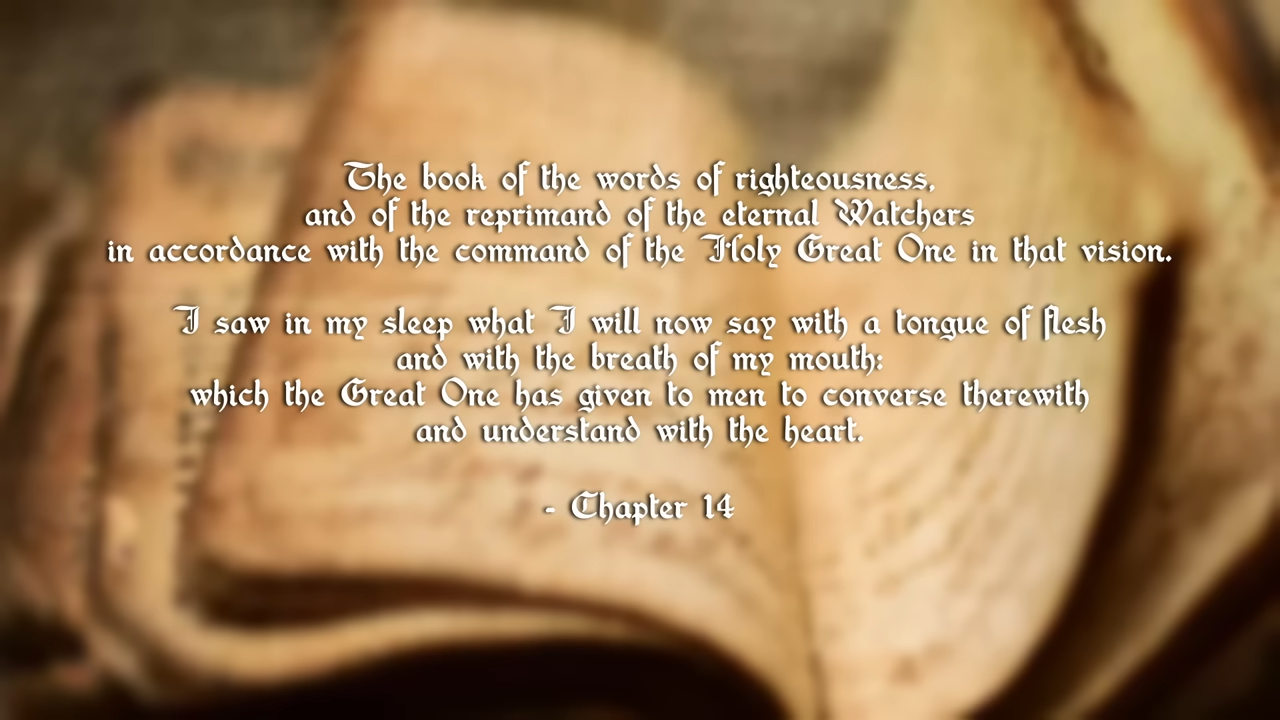 The book of the words of righteousness,
and of the reprimand of the eternal Watchers
in accordance with the command of the Holy Great One in that vision.
I saw in my sleep what I will now say with a tongue of flesh
and with the breath of my mouth:
which the Great One has given to men to converse therewith
and understand with the heart.
- Chapter 14